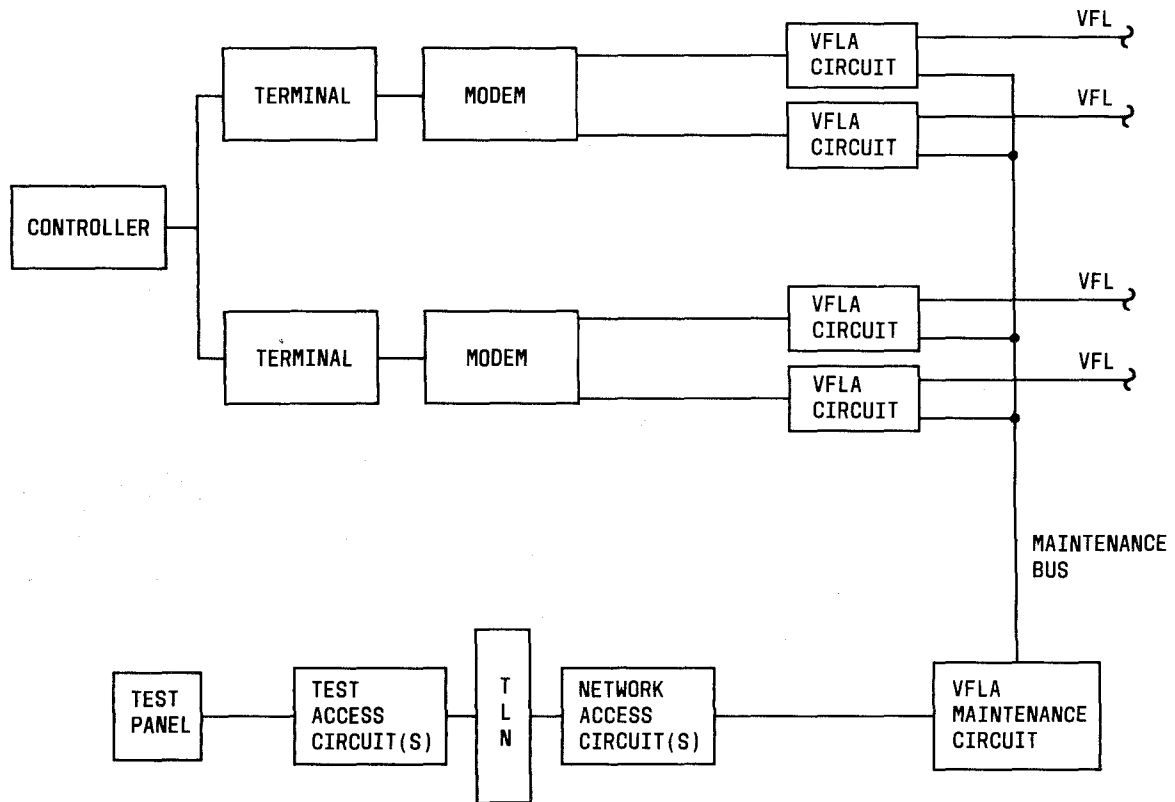 VFL
VFLA
CIRCUIT
TERMINAL
MODEM
VFL
VFLA
CIRCUIT
CONTROLLER
VFL
VFLA
CIRCUIT
TERMINAL
MODEM
VFL
VFLA
CIRCUIT
MAINTENANCE
BUS
TEST
PANEL
TEST
ACCESS
CIRCUIT(S)
T
L
N
NETWORK
ACCESS
CIRCUIT(S)
VFLA
MAINTENANCE
CIRCUIT